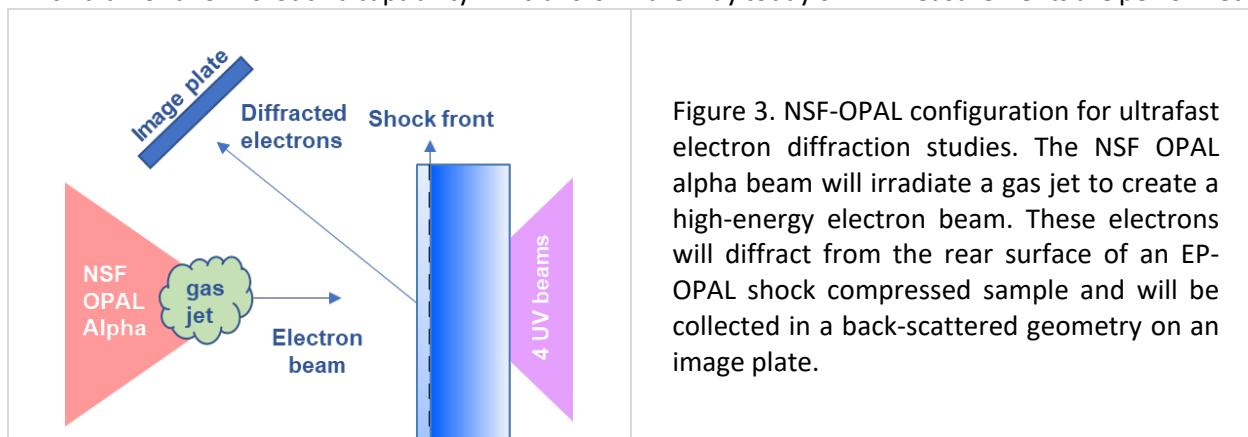 Image plate
Diffracted
electrons
Shock front
NSF
OPAL
Alpha
gas
jet
Electron
beam
4 UV beams
Figure 3. NSF-OPAL configuration for ultrafast
electron diffraction studies. The NSF OPAL
alpha beam will irradiate a gas jet to create a
high-energy electron beam. These electrons
will diffract from the rear surface of an EP-
OPAL shock compressed sample and will be
collected in a back-scattered geometry on an
image plate.